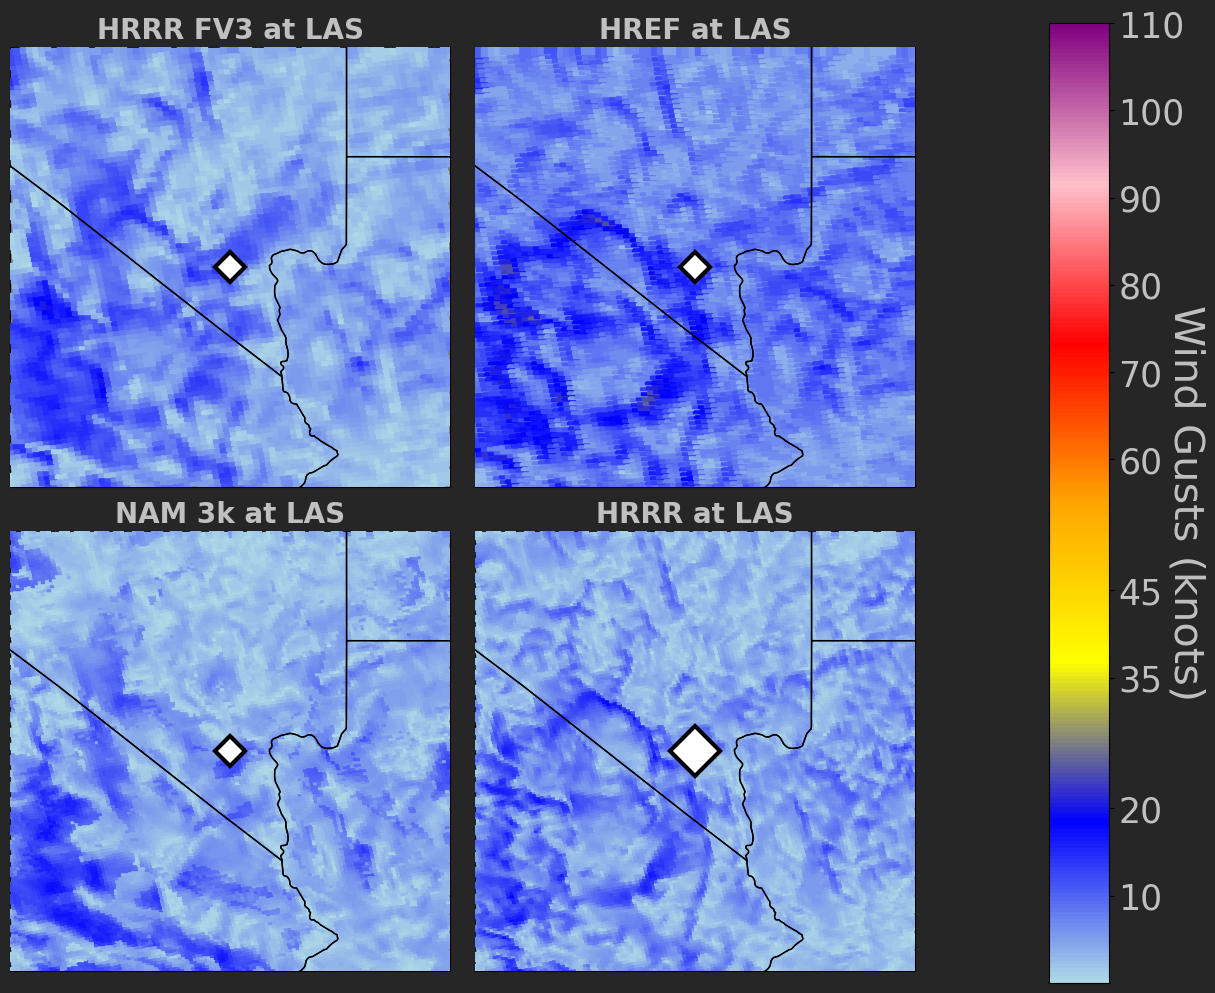 HRRR FV3 at LAS
HREF at LAS
NAM 3k at LAS
HRRR at LAS
110
100
90
80
70
60
45
35
20
10
Wind Gusts (knots)